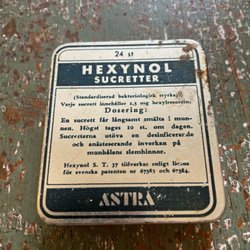 24 st
HEXYNOL
SUCRETTER
(Standardiserad bakteriologisk styrka)
Varje sucrett innehåller 2,5 mg hexylresorcin.
Dosering:
En sucrett får långsamt smälta i mun-
nen. Högst tages 10 st. om dagen.
Sucretterna utöva en desinficerande
och anästeserande inverkan på
munhålans slemhinnor.
Hexynol S. T. 37 tillverkas enligt licens
för svenska patenten nr 67583 och 67584.
ASTRA